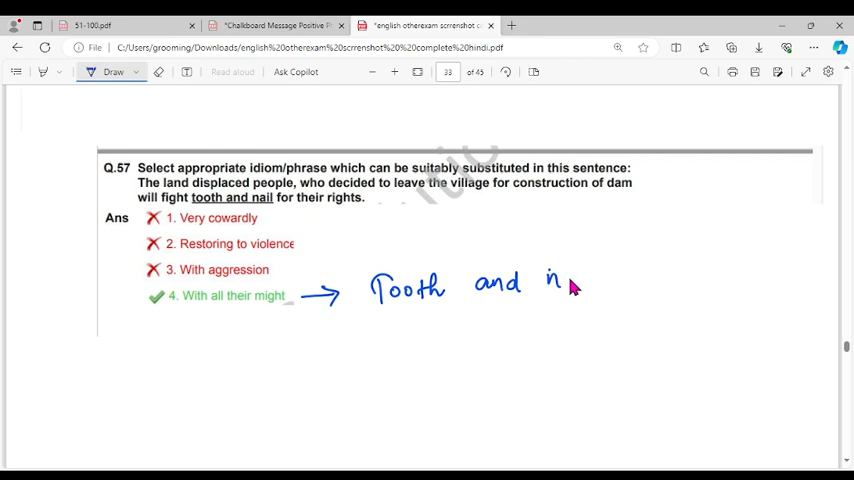 51-100.pdf
*Chalkboard Message Positive P
*english otherexam scrrenshot
File C:/Users/grooming/Downloads/english%20otherexam%20scrrenshot%20%20complete%20hindi.pdf
Draw Read aloud Ask Copilot 33 of 45
Q.57 Select appropriate idiom/phrase which can be suitably substituted in this sentence:
The land displaced people, who decided to leave the village for construction of dam
will fight tooth and nail for their rights.
Ans 1. Very cowardly
2. Restoring to violence
3. With aggression
4. With all their might → Tooth and n